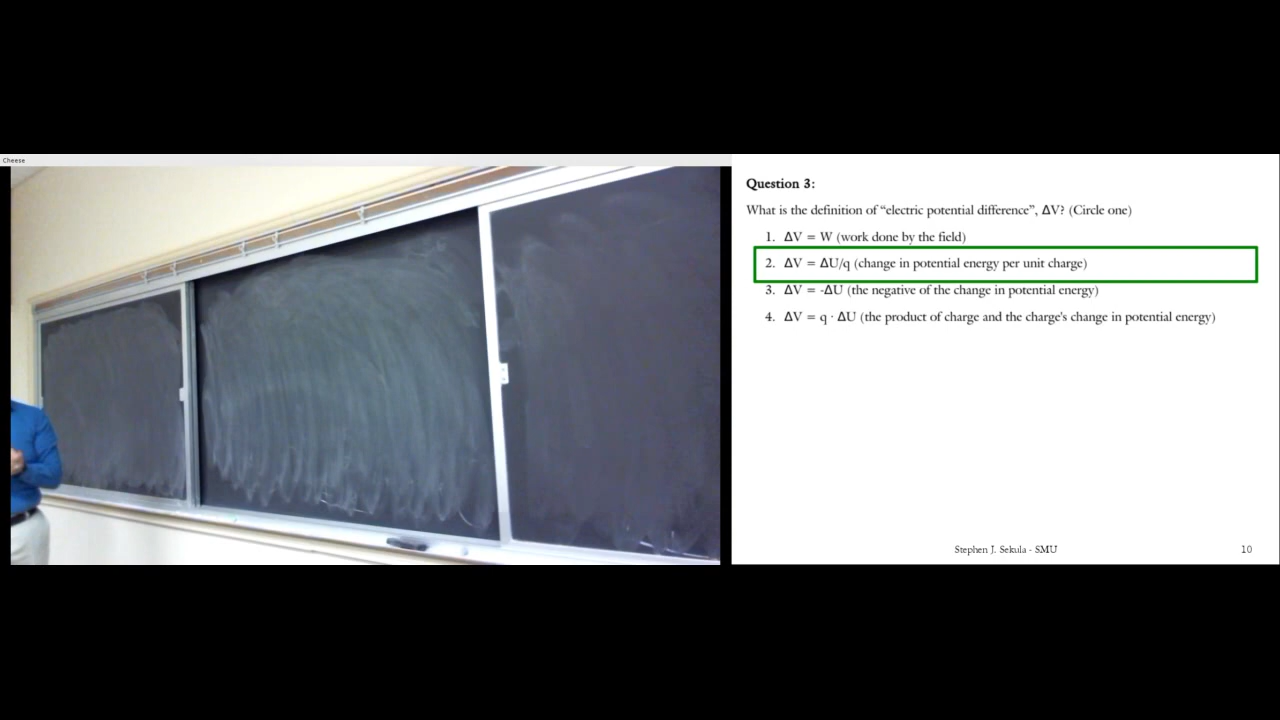 Cheese
Question 3:
What is the definition of “electric potential difference”, ΔV? (Circle one)
1. ΔV = W (work done by the field)
2. ΔV = ΔU/q (change in potential energy per unit charge)
3. ΔV = -ΔU (the negative of the change in potential energy)
4. ΔV = q · ΔU (the product of charge and the charge's change in potential energy)
Stephen J. Sekula - SMU
10